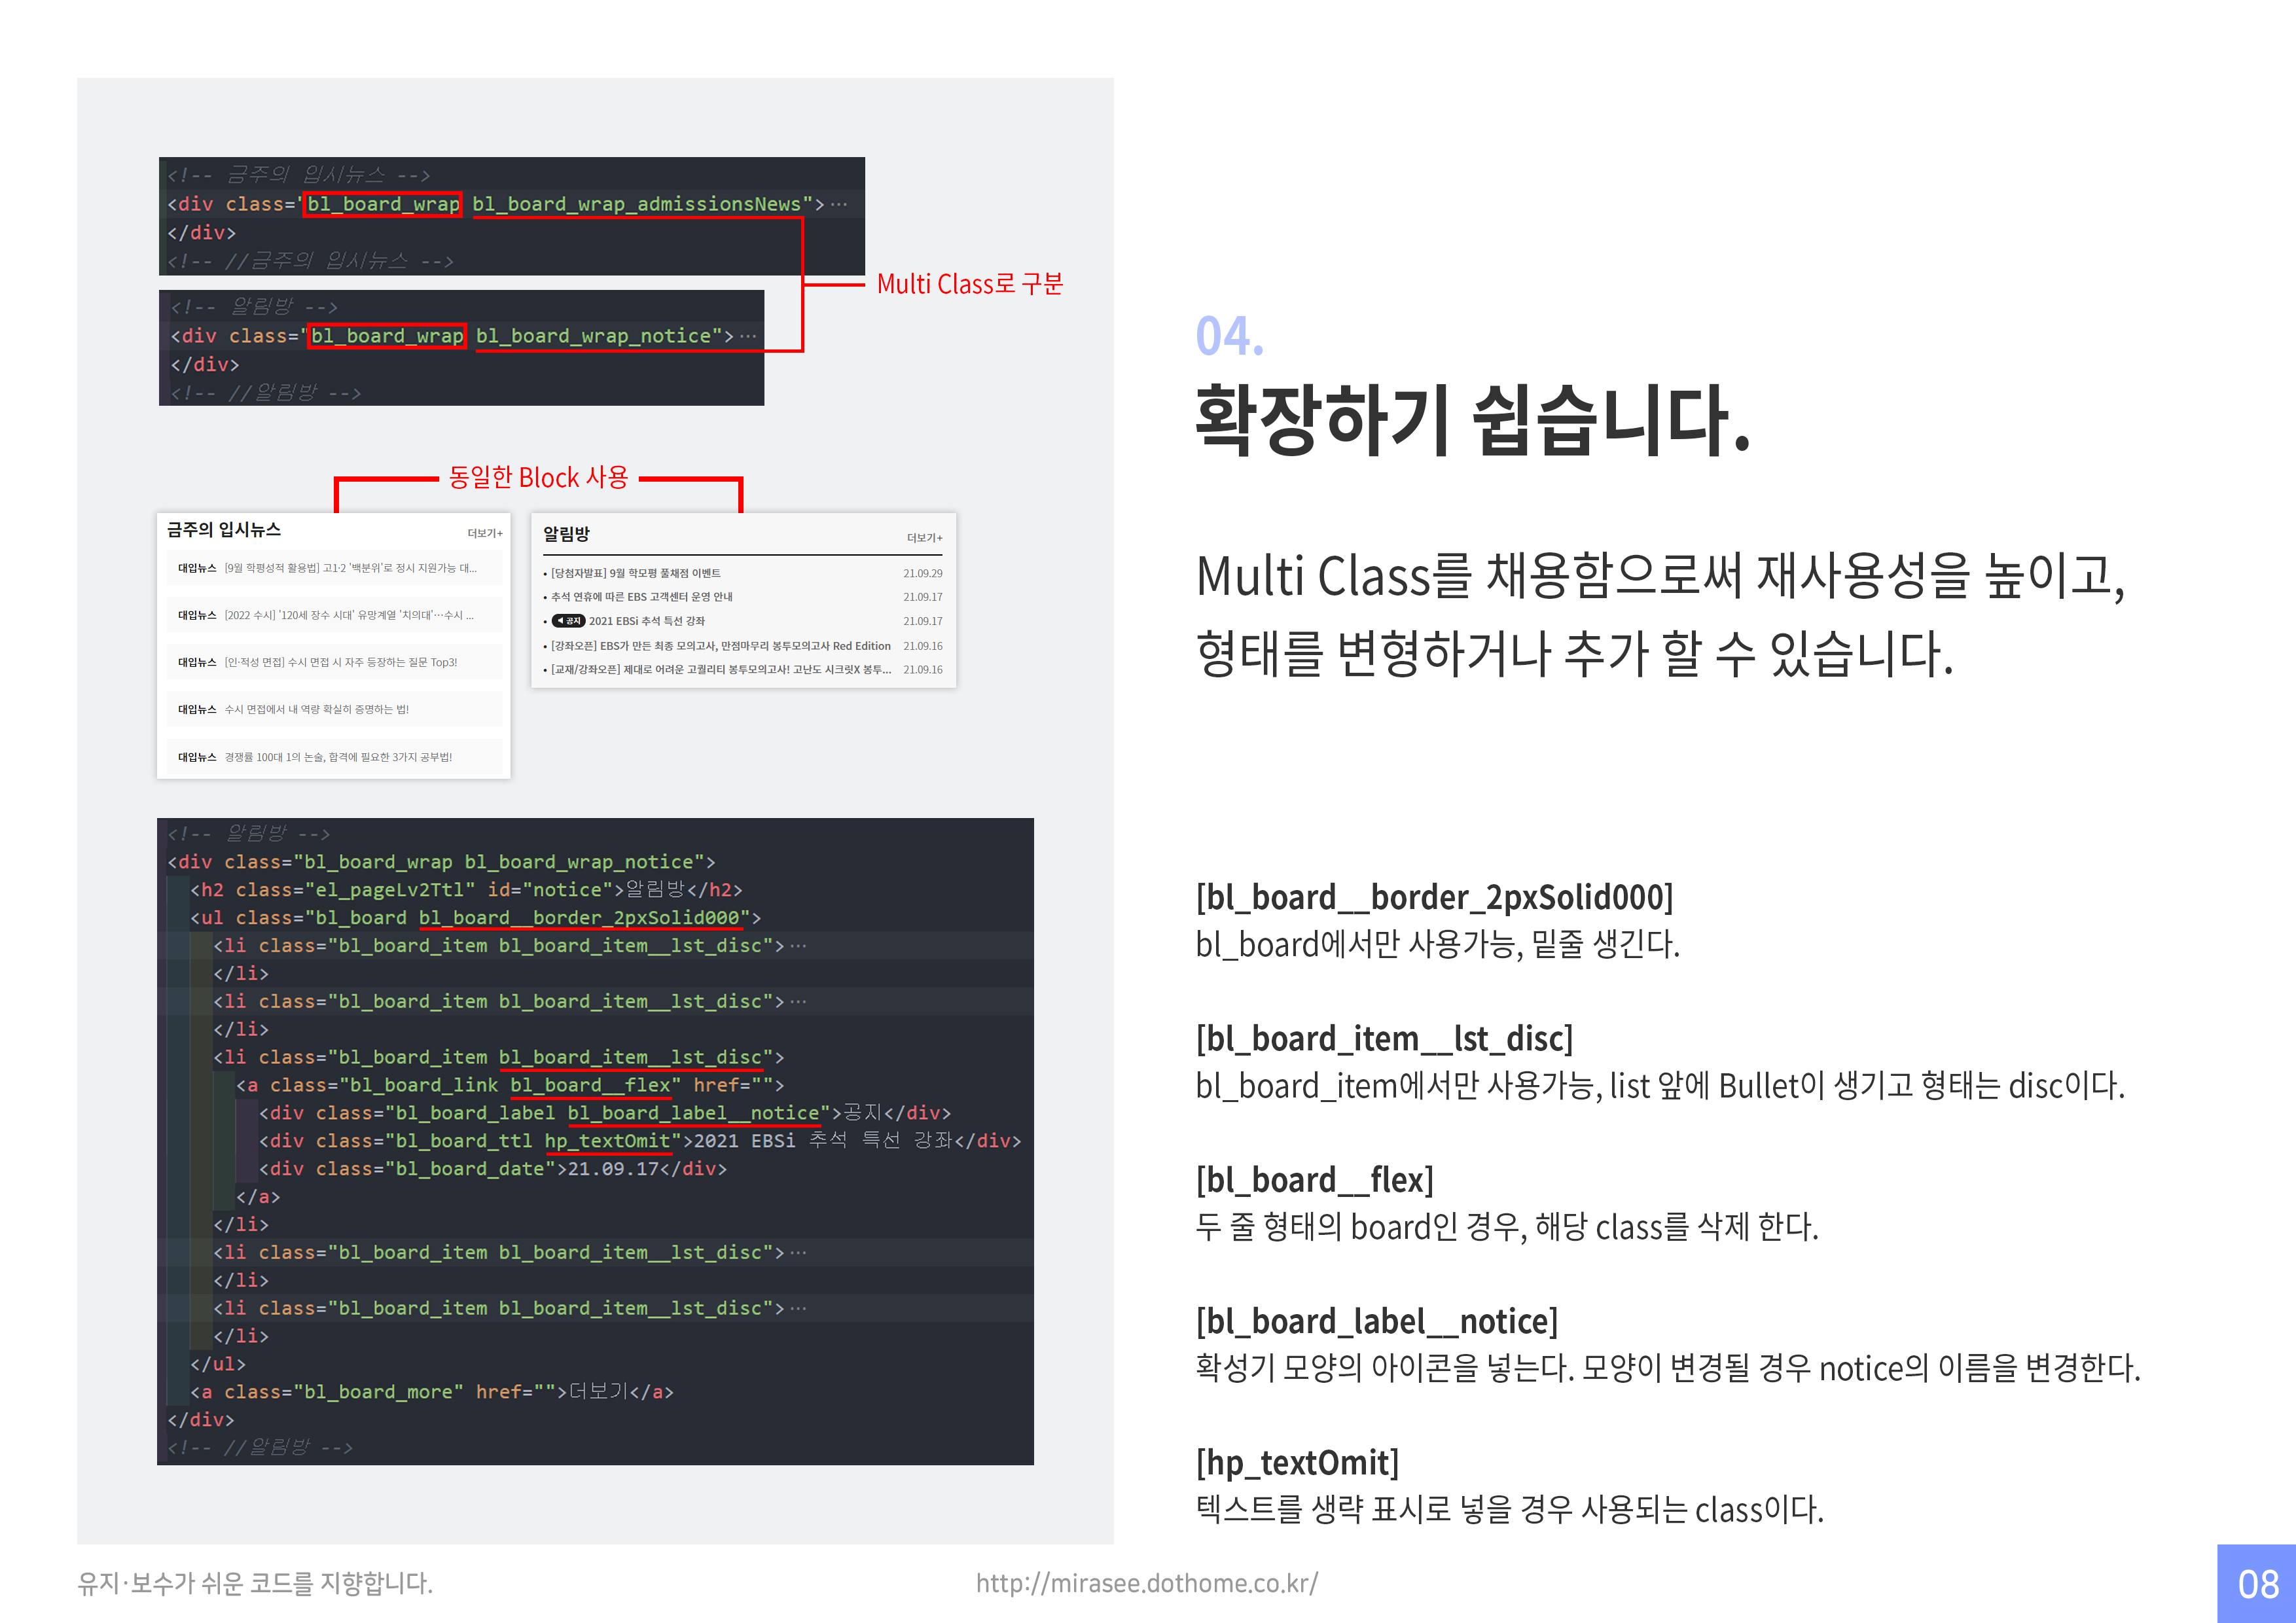 <!-- 금주의 입시뉴스 -->
<div class="bl_board_wrap bl_board_wrap_admissionsNews">···
</div>
<!-- //금주의 입시뉴스 -->
Multi Class로 구분
<!-- 알림방 -->
<div class="bl_board_wrap bl_board_wrap_notice">···
</div>
<!-- //알림방 -->
동일한 Block 사용
금주의 입시뉴스
더보기+
대입뉴스 [9월 학평성적 활용법] 고1·2 '백분위'로 정시 지원가능 대...
대입뉴스 [2022 수시] '120세 장수 시대' 유망계열 '치의대'…수시 ...
대입뉴스 [인·적성 면접] 수시 면접 시 자주 등장하는 질문 Top3!
대입뉴스 수시 면접에서 내 역량 확실히 증명하는 법!
대입뉴스 경쟁률 100대 1의 논술, 합격에 필요한 3가지 공부법!
알림방
더보기+
• [당첨자발표] 9월 학모평 풀채점 이벤트 21.09.29
• 추석 연휴에 따른 EBS 고객센터 운영 안내 21.09.17
• 공지 2021 EBSi 추석 특선 강좌 21.09.17
• [강좌오픈] EBS가 만든 최종 모의고사, 만점마무리 봉투모의고사 Red Edition 21.09.16
• [교재/강좌오픈] 제대로 어려운 고퀄리티 봉투모의고사! 고난도 시크릿X 봉투... 21.09.16
<!-- 알림방 -->
<div class="bl_board_wrap bl_board_wrap_notice">
<h2 class="el_pageLv2Ttl" id="notice">알림방</h2>
<ul class="bl_board bl_board__border_2pxSolid000">
<li class="bl_board_item bl_board_item__lst_disc">···
</li>
<li class="bl_board_item bl_board_item__lst_disc">···
</li>
<li class="bl_board_item bl_board_item__lst_disc">
<a class="bl_board_link bl_board__flex" href="">
<div class="bl_board_label bl_board_label__notice">공지</div>
<div class="bl_board_ttl hp_textOmit">2021 EBSi 추석 특선 강좌</div>
<div class="bl_board_date">21.09.17</div>
</a>
</li>
<li class="bl_board_item bl_board_item__lst_disc">···
</li>
<li class="bl_board_item bl_board_item__lst_disc">···
</li>
</ul>
<a class="bl_board_more" href="">더보기</a>
</div>
<!-- //알림방 -->
04.
확장하기 쉽습니다.
Multi Class를 채용함으로써 재사용성을 높이고,
형태를 변형하거나 추가 할 수 있습니다.
[bl_board__border_2pxSolid000]
bl_board에서만 사용가능, 밑줄 생긴다.
[bl_board_item__lst_disc]
bl_board_item에서만 사용가능, list 앞에 Bullet이 생기고 형태는 disc이다.
[bl_board__flex]
두 줄 형태의 board인 경우, 해당 class를 삭제 한다.
[bl_board_label__notice]
확성기 모양의 아이콘을 넣는다. 모양이 변경될 경우 notice의 이름을 변경한다.
[hp_textOmit]
텍스트를 생략 표시로 넣을 경우 사용되는 class이다.
유지·보수가 쉬운 코드를 지향합니다.
http://mirasee.dothome.co.kr/
08